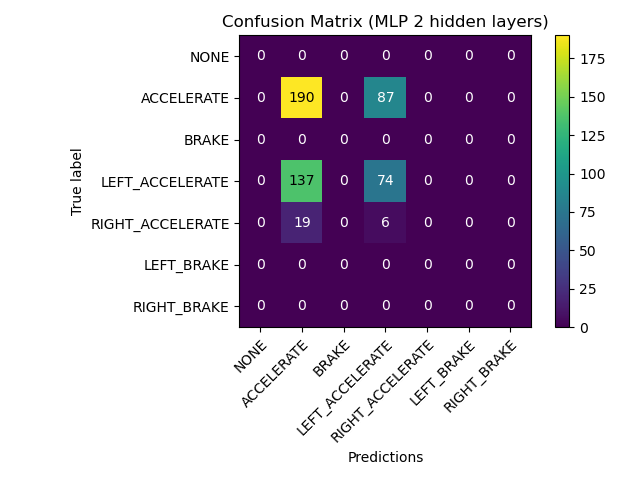 Confusion Matrix (MLP 2 hidden layers)
True label
NONE 0 0 0 0 0 0 0
ACCELERATE 0 190 0 87 0 0 0
BRAKE 0 0 0 0 0 0 0
LEFT_ACCELERATE 0 137 0 74 0 0 0
RIGHT_ACCELERATE 0 19 0 6 0 0 0
LEFT_BRAKE 0 0 0 0 0 0 0
RIGHT_BRAKE 0 0 0 0 0 0 0
NONE
ACCELERATE
BRAKE
LEFT_ACCELERATE
RIGHT_ACCELERATE
LEFT_BRAKE
RIGHT_BRAKE
Predictions
175
150
125
100
75
50
25
0